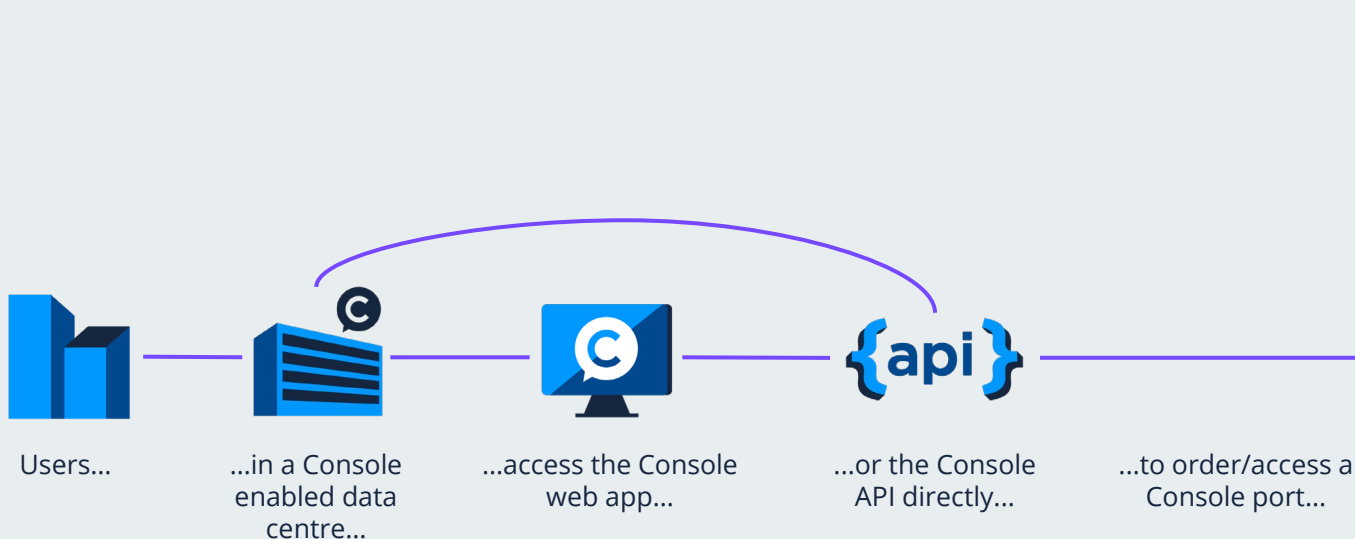 C
C
api
Users...
...in a Console
enabled data
centre...
...access the Console
web app...
...or the Console
API directly...
...to order/access a
Console port...